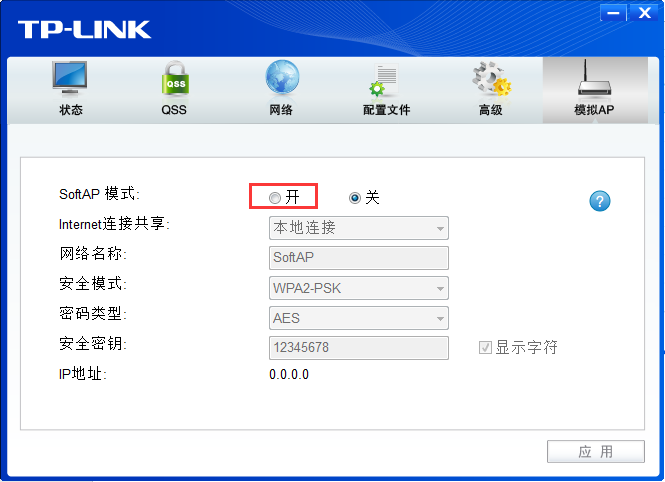 TP-LINK
状态 QSS 网络 配置文件 高级 模拟AP
SoftAP 模式: 开 关
Internet连接共享: 本地连接
网络名称: SoftAP
安全模式: WPA2-PSK
密码类型: AES
安全密钥: 12345678 显示字符
IP地址: 0.0.0.0
应 用